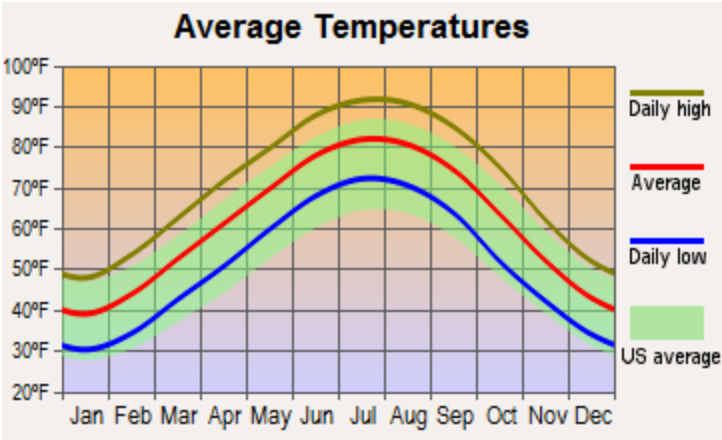 Average Temperatures
100ºF
90ºF
80ºF
70ºF
60ºF
50ºF
40ºF
30ºF
20ºF
Jan Feb Mar Apr May Jun Jul Aug Sep Oct Nov Dec
Daily high
Average
Daily low
US average